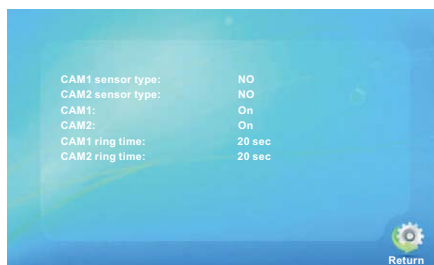 CAM1 sensor type: NO
CAM2 sensor type: NO
CAM1: On
CAM2: On
CAM1 ring time: 20 sec
CAM2 ring time: 20 sec
Return